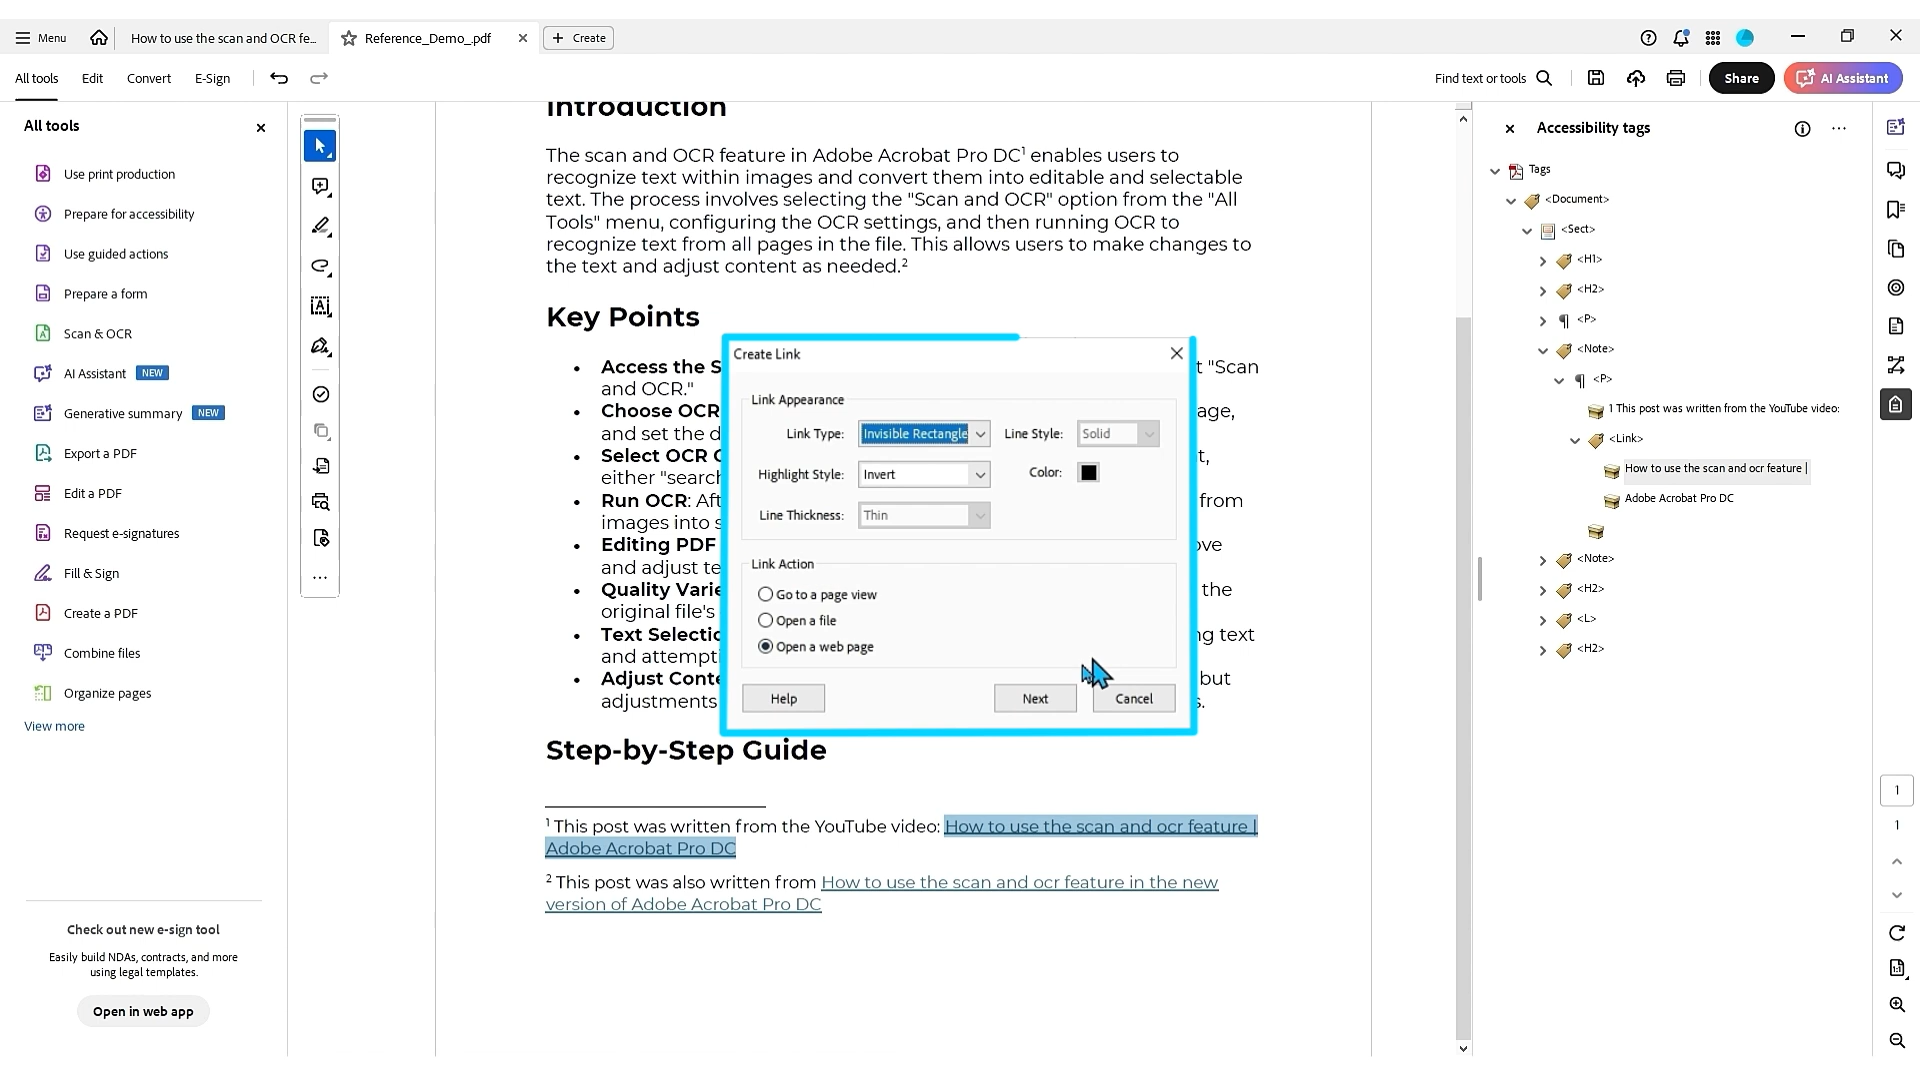 Menu
How to use the scan and OCR fe...
Reference_Demo_.pdf
Create
All tools
Edit
Convert
E-Sign
Find text or tools
Share
AI Assistant
All tools
Use print production
Prepare for accessibility
Use guided actions
Prepare a form
Scan & OCR
AI Assistant NEW
Generative summary NEW
Export a PDF
Edit a PDF
Request e-signatures
Fill & Sign
Create a PDF
Combine files
Organize pages
View more
Check out new e-sign tool
Easily build NDAs, contracts, and more
using legal templates.
Open in web app
Introduction
The scan and OCR feature in Adobe Acrobat Pro DC¹ enables users to
recognize text within images and convert them into editable and selectable
text. The process involves selecting the "Scan and OCR" option from the "All
Tools" menu, configuring the OCR settings, and then running OCR to
recognize text from all pages in the file. This allows users to make changes to
the text and adjust content as needed.²
Key Points
• Access the S t "Scan
and OCR."
• Choose OCR age,
and set the d
• Select OCR t,
either "search
• Run OCR: Aft from
images into s
• Editing PDF ove
and adjust te
• Quality Varie the
original file's
• Text Selectio ng text
and attempti
• Adjust Conte but
adjustments s.
Step-by-Step Guide
¹ This post was written from the YouTube video: How to use the scan and ocr feature |
Adobe Acrobat Pro DC
² This post was also written from How to use the scan and ocr feature in the new
version of Adobe Acrobat Pro DC
Create Link
Link Appearance
Link Type: Invisible Rectangle Line Style: Solid
Highlight Style: Invert Color:
Line Thickness: Thin
Link Action
Go to a page view
Open a file
Open a web page
Help Next Cancel
Accessibility tags
Tags
<Document>
<Sect>
<H1>
<H2>
<P>
<Note>
<P>
1 This post was written from the YouTube video:
<Link>
How to use the scan and ocr feature |
Adobe Acrobat Pro DC
<Note>
<H2>
<L>
<H2>
1
1